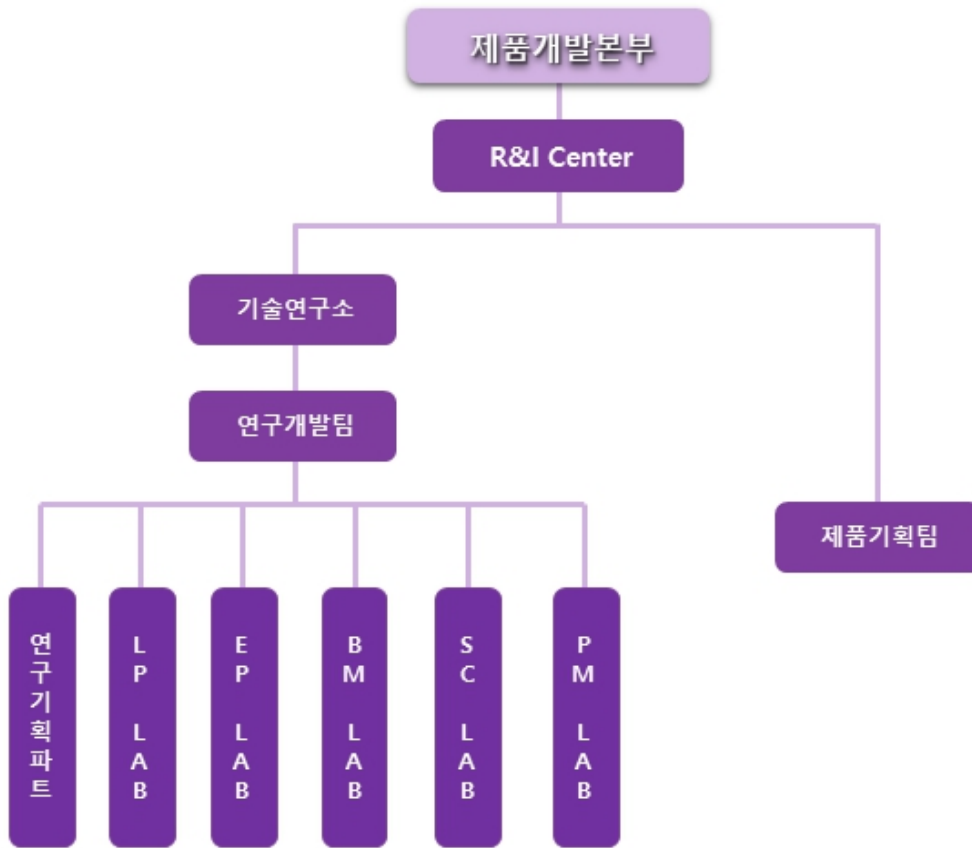 제품개발본부
R&I Center
기술연구소
연구개발팀
제품기획팀
연구기획파트
LP LAB
EP LAB
BM LAB
SC LAB
PM LAB